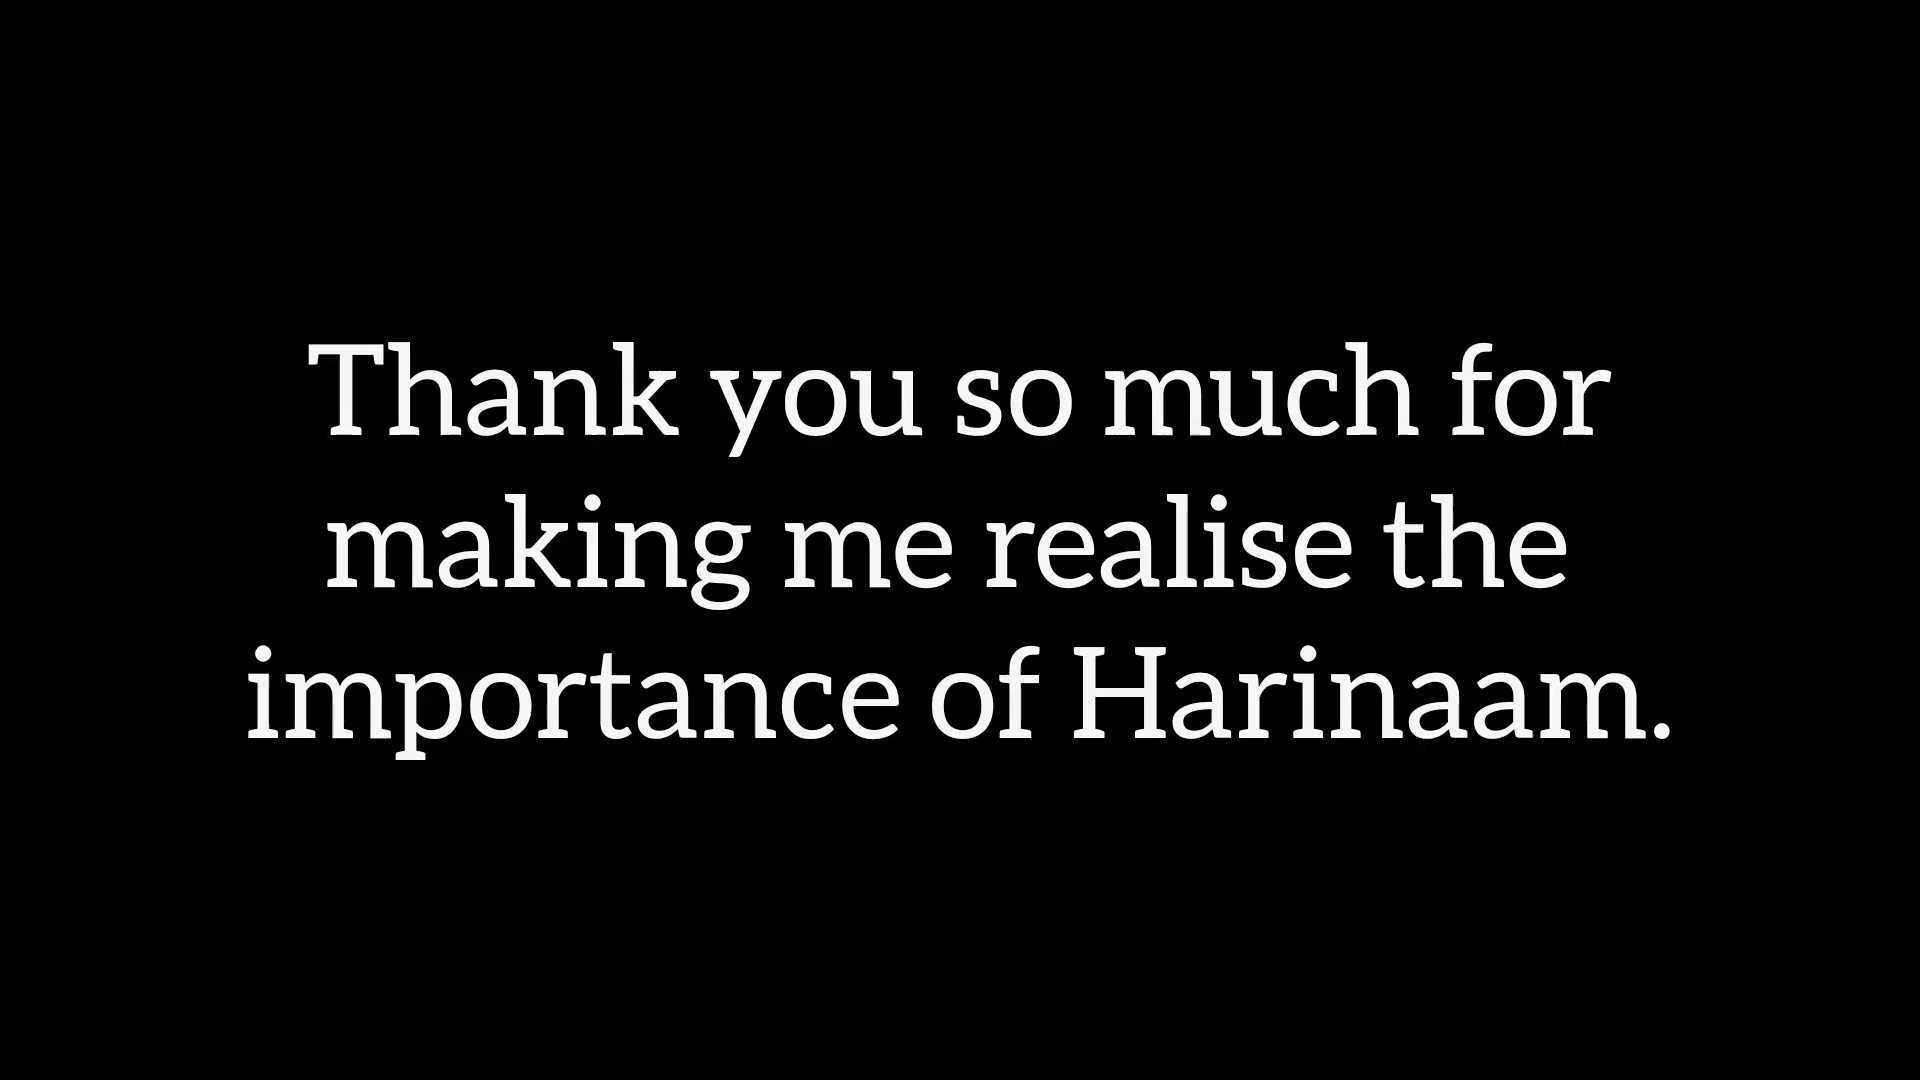 Thank you so much for
making me realise the
importance of Harinaam.